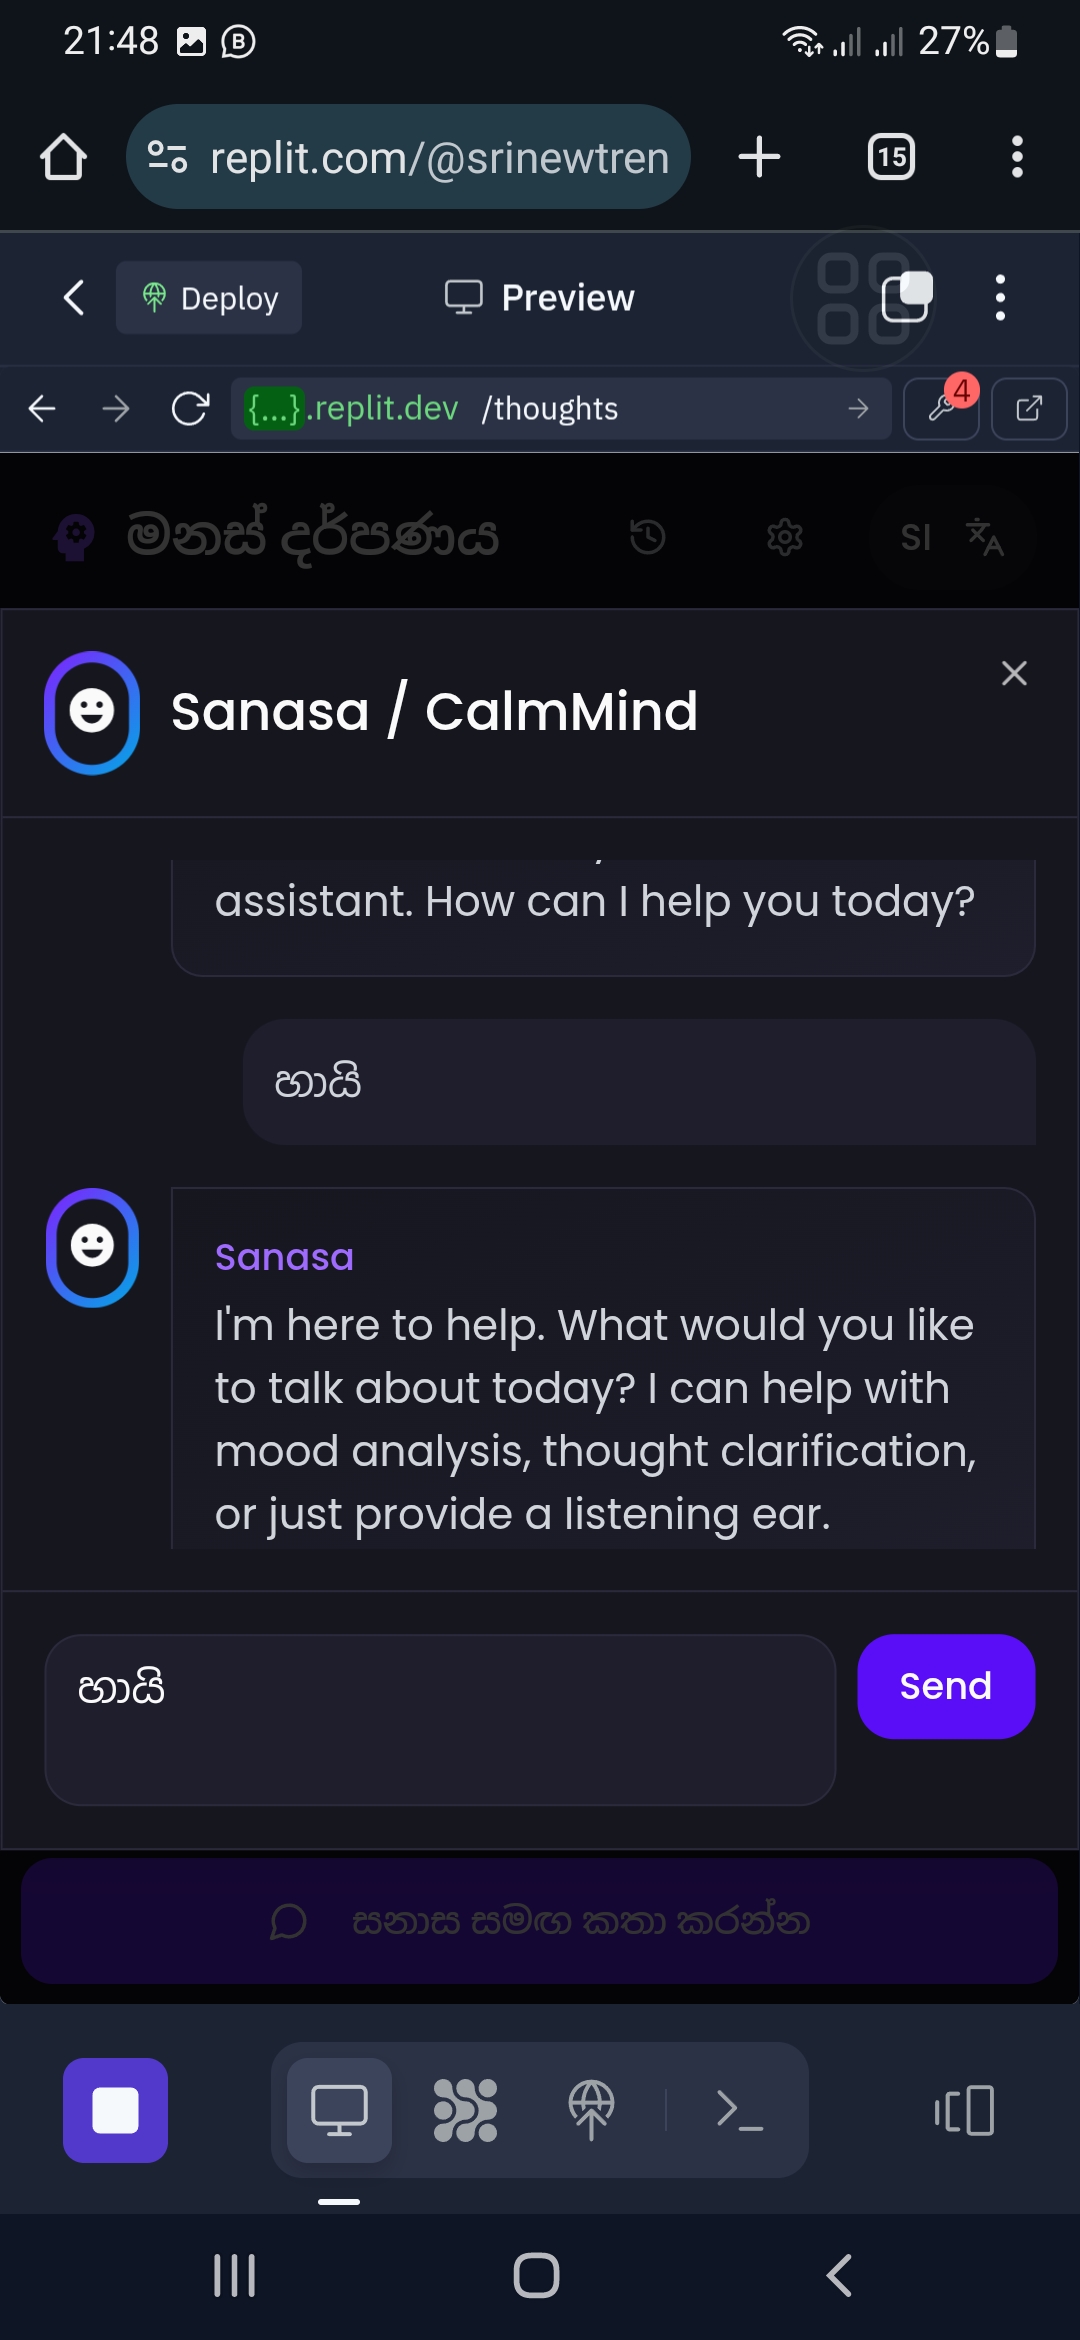 21:48
27%
replit.com/@srinewtren
15
Deploy
Preview
{...}.replit.dev /thoughts
4
මනස් දර්පණය
SI
Sanasa / CalmMind
assistant. How can I help you today?
හායි
Sanasa
I'm here to help. What would you like
to talk about today? I can help with
mood analysis, thought clarification,
or just provide a listening ear.
හායි
Send
සනාස සමඟ කතා කරන්න